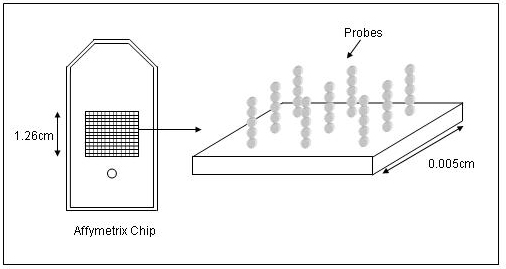 Probes
1.26cm
0.005cm
Affymetrix Chip